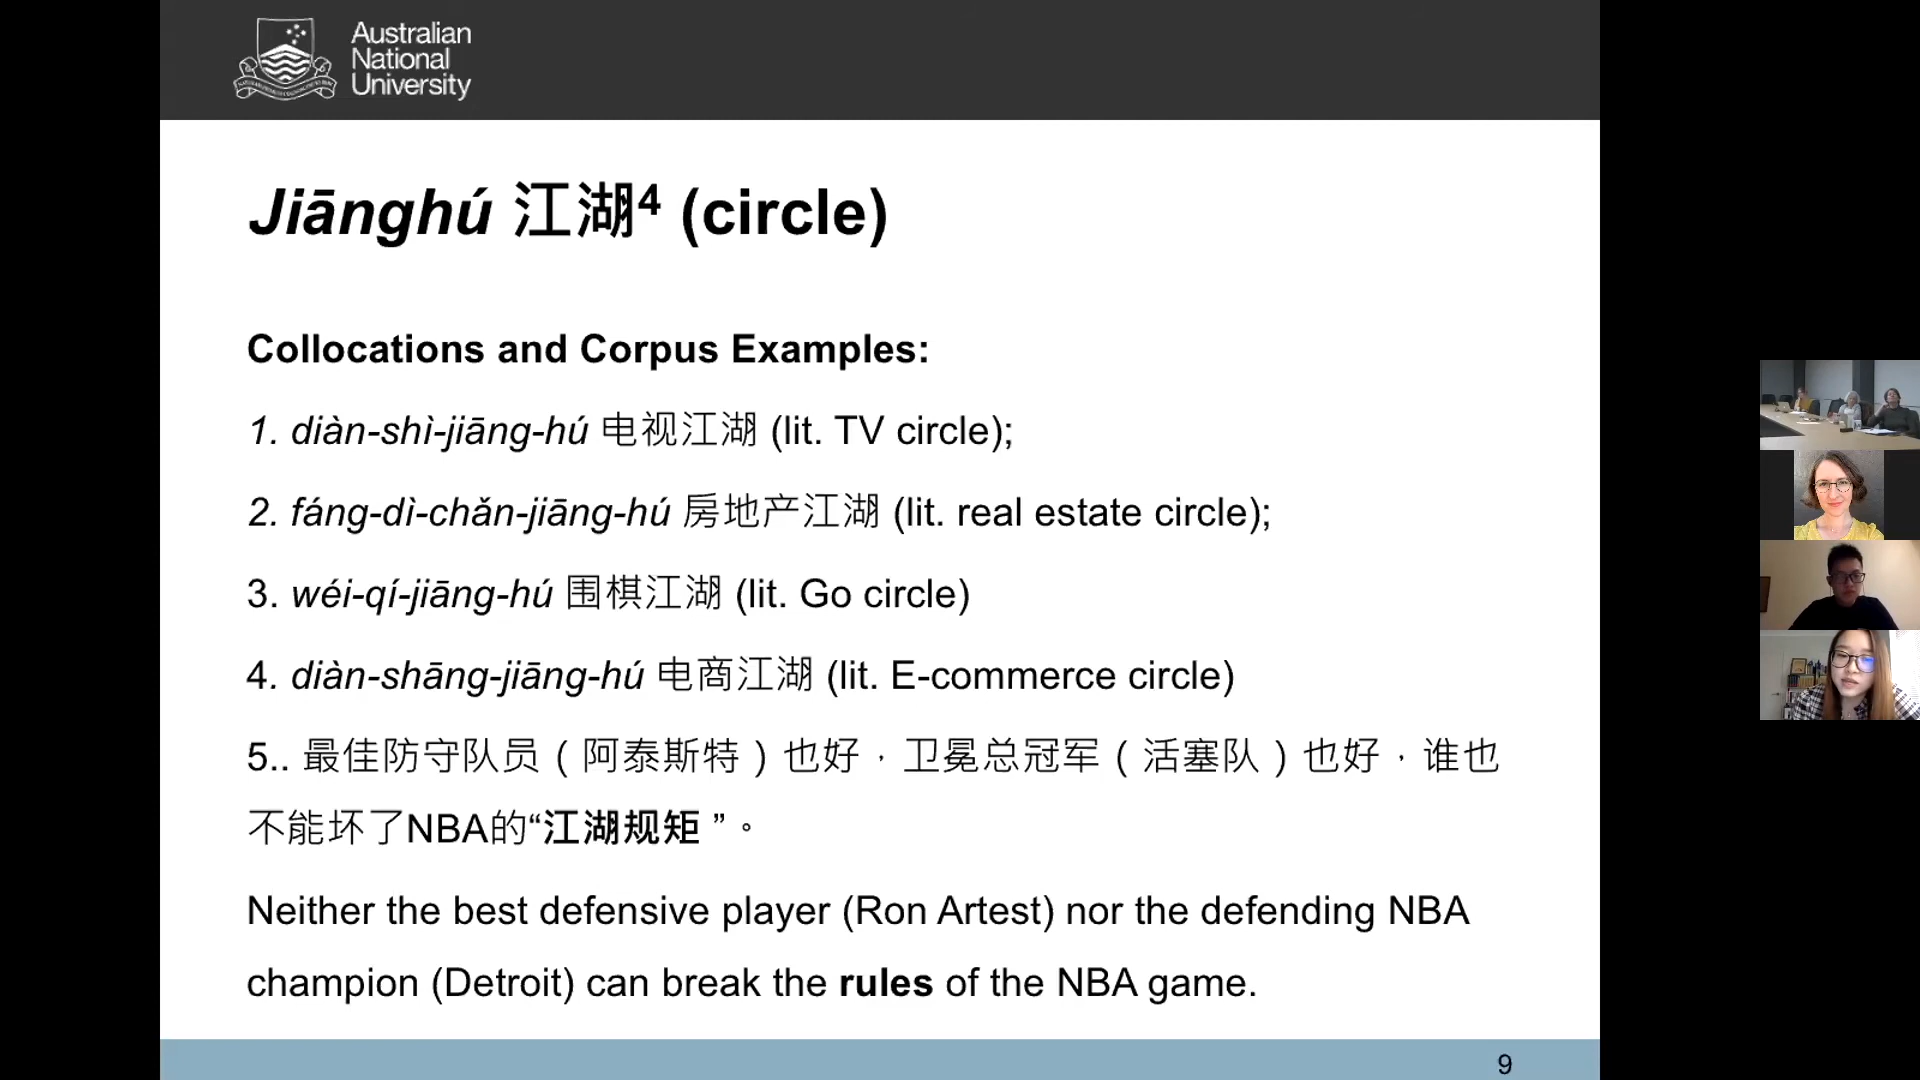 Australian
National
University
Jiānghú 江湖⁴ (circle)
Collocations and Corpus Examples:
1. diàn-shì-jiāng-hú 电视江湖 (lit. TV circle);
2. fáng-dì-chǎn-jiāng-hú 房地产江湖 (lit. real estate circle);
3. wéi-qí-jiāng-hú 围棋江湖 (lit. Go circle)
4. diàn-shāng-jiāng-hú 电商江湖 (lit. E-commerce circle)
5.. 最佳防守队员（阿泰斯特）也好，卫冕总冠军（活塞队）也好，谁也
不能坏了NBA的“江湖规矩 ”。
Neither the best defensive player (Ron Artest) nor the defending NBA
champion (Detroit) can break the rules of the NBA game.
9